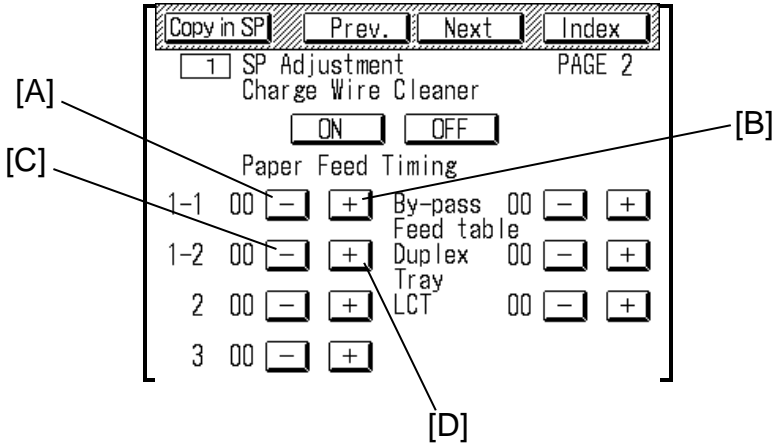 Copy in SP Prev. Next Index
1 SP Adjustment PAGE 2
Charge Wire Cleaner
ON OFF
Paper Feed Timing
[A]
[B]
[C]
[D]
1-1 00 - +
1-2 00 - +
2 00 - +
3 00 - +
By-pass 00 - +
Feed table
Duplex 00 - +
Tray
LCT 00 - +